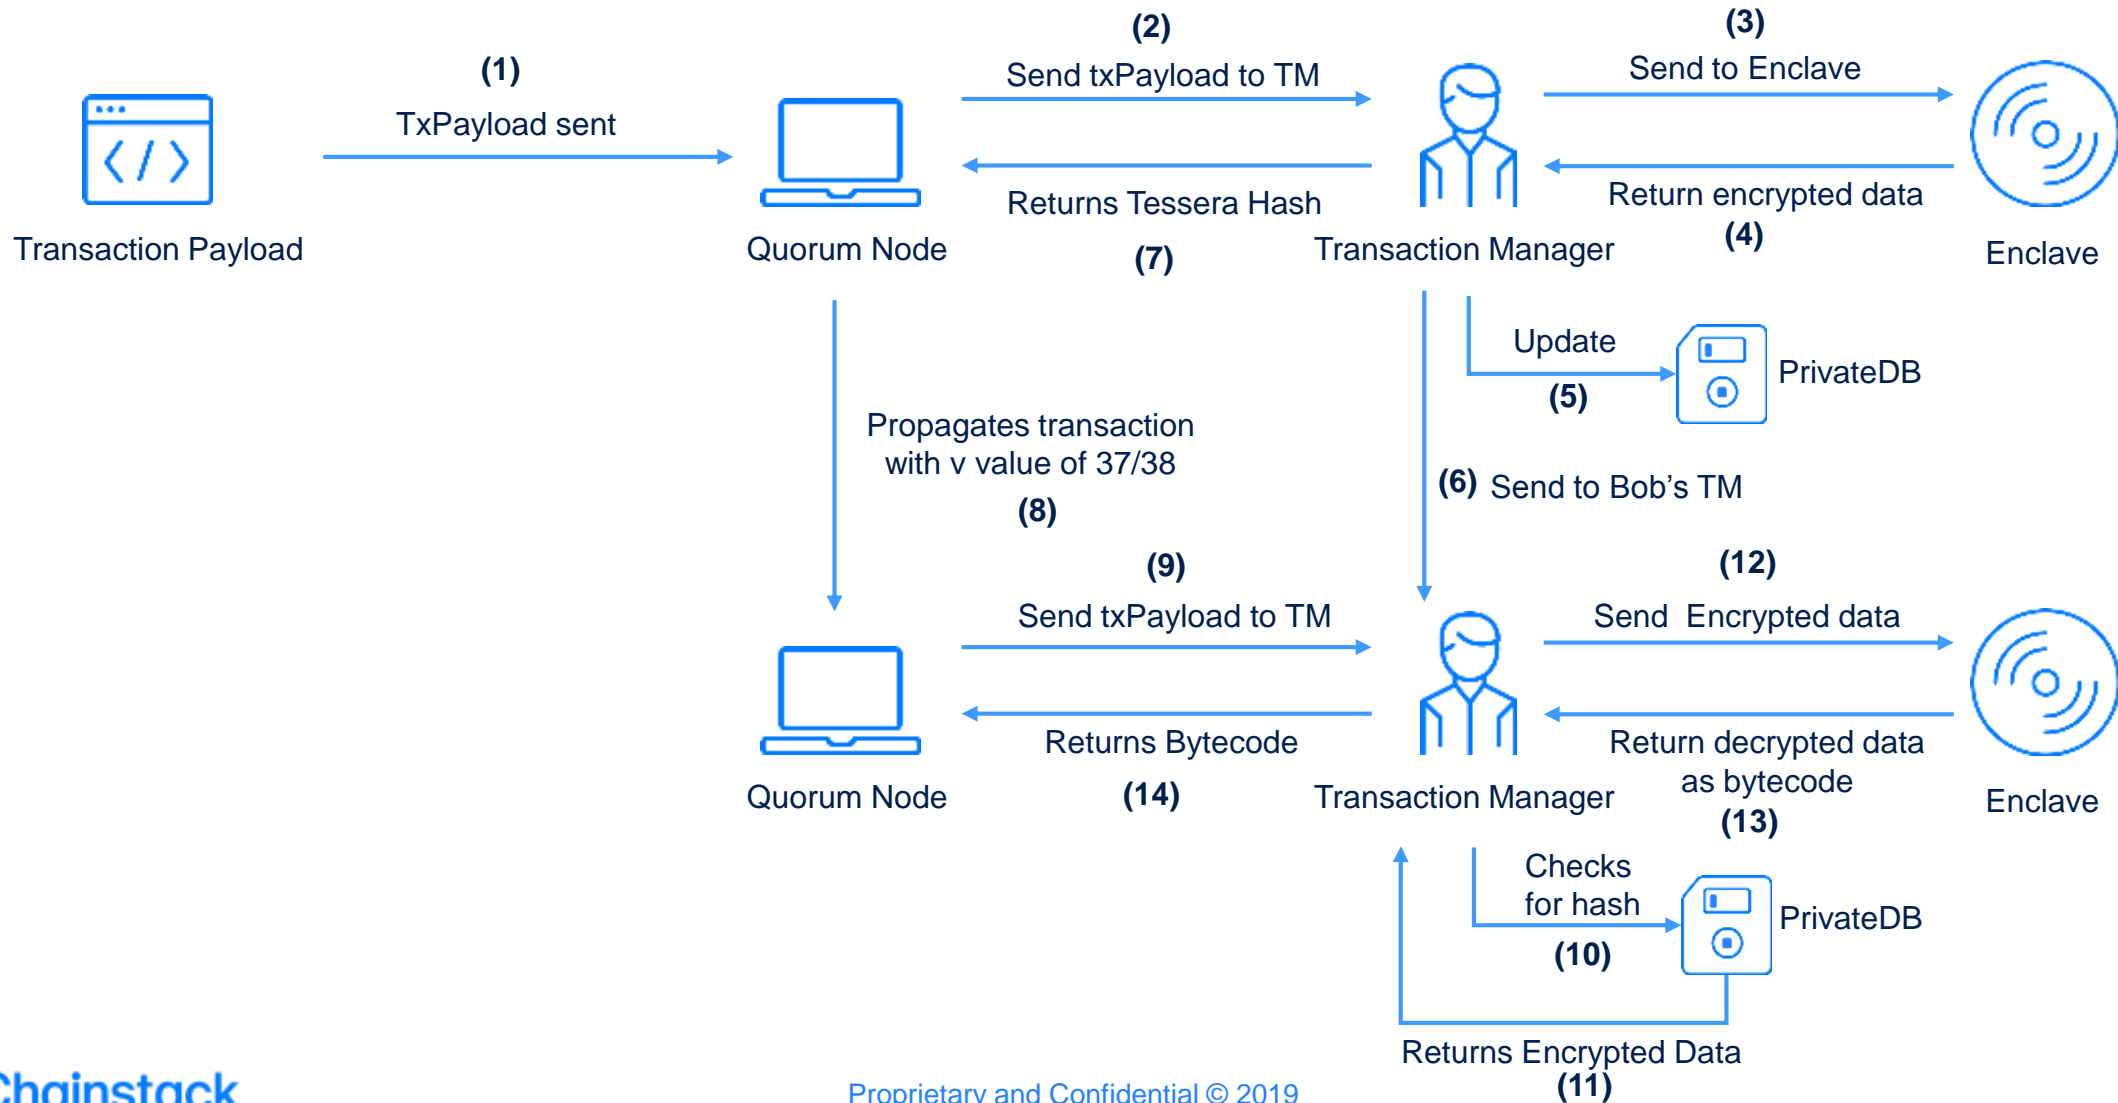 (1)
TxPayload sent
(2)
Send txPayload to TM
(3)
Send to Enclave
Returns Tessera Hash
(7)
Return encrypted data
(4)
Transaction Payload
Quorum Node
Transaction Manager
Enclave
Update
(5)
PrivateDB
Propagates transaction
with v value of 37/38
(8)
(6) Send to Bob’s TM
(9)
Send txPayload to TM
(12)
Send Encrypted data
Returns Bytecode
(14)
Return decrypted data
as bytecode
(13)
Quorum Node
Transaction Manager
Enclave
Checks
for hash
(10)
PrivateDB
Returns Encrypted Data
(11)
Chainstack
Proprietary and Confidential © 2019